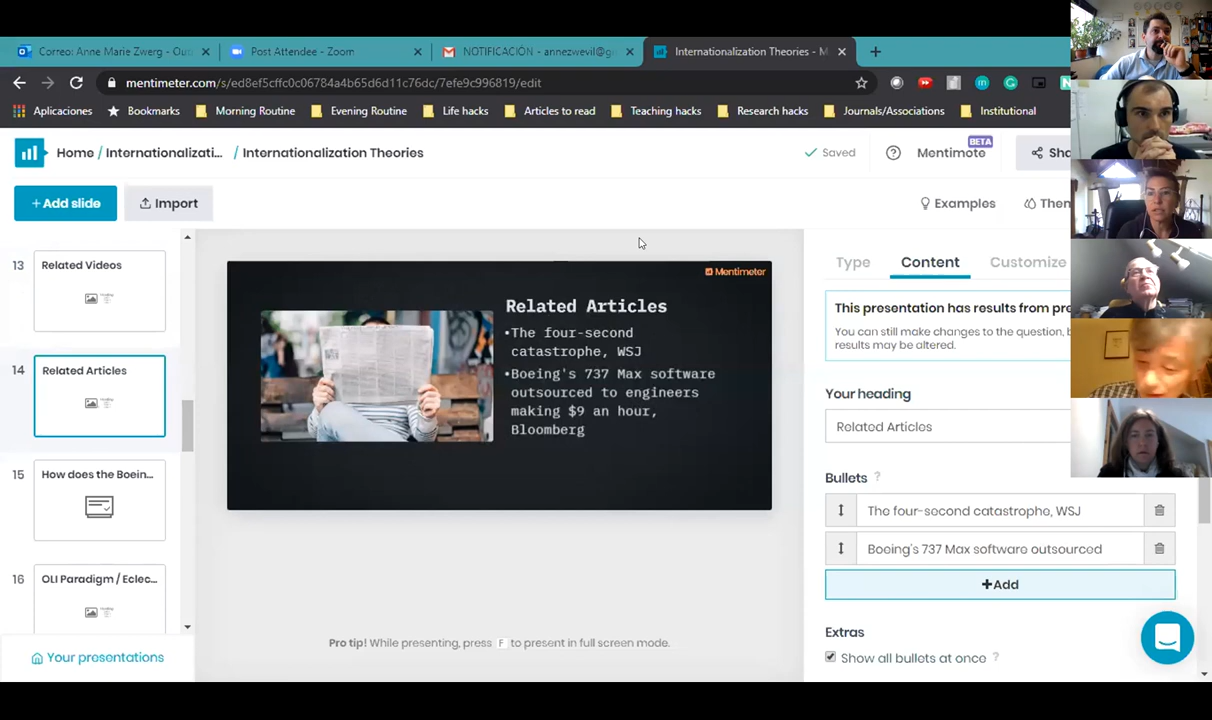 Correo: Anne Marie Zwerg - Out
Post Attendee - Zoom
NOTIFICACIÓN - annezwevil@g
Internationalization Theories - M
mentimeter.com/s/ed8ef5cffc0c06784a4b65d6d11c76dc/7efe9c996819/edit
Aplicaciones
Bookmarks
Morning Routine
Evening Routine
Life hacks
Articles to read
Teaching hacks
Research hacks
Journals/Associations
Institutional
Home / Internationalizati... / Internationalization Theories
Saved
Mentimote
BETA
Sha
+Add slide
Import
Examples
Them
13
Related Videos
14
Related Articles
15
How does the Boein...
16
OLI Paradigm / Eclec...
Your presentations
Mentimeter
Related Articles
•The four-second
catastrophe, WSJ
•Boeing's 737 Max software
outsourced to engineers
making $9 an hour,
Bloomberg
Pro tip! While presenting, press F to present in full screen mode.
Type
Content
Customize
This presentation has results from pre
You can still make changes to the question, b
results may be altered.
Your heading
Related Articles
Bullets ?
The four-second catastrophe, WSJ
Boeing's 737 Max software outsourced
+Add
Extras
Show all bullets at once ?